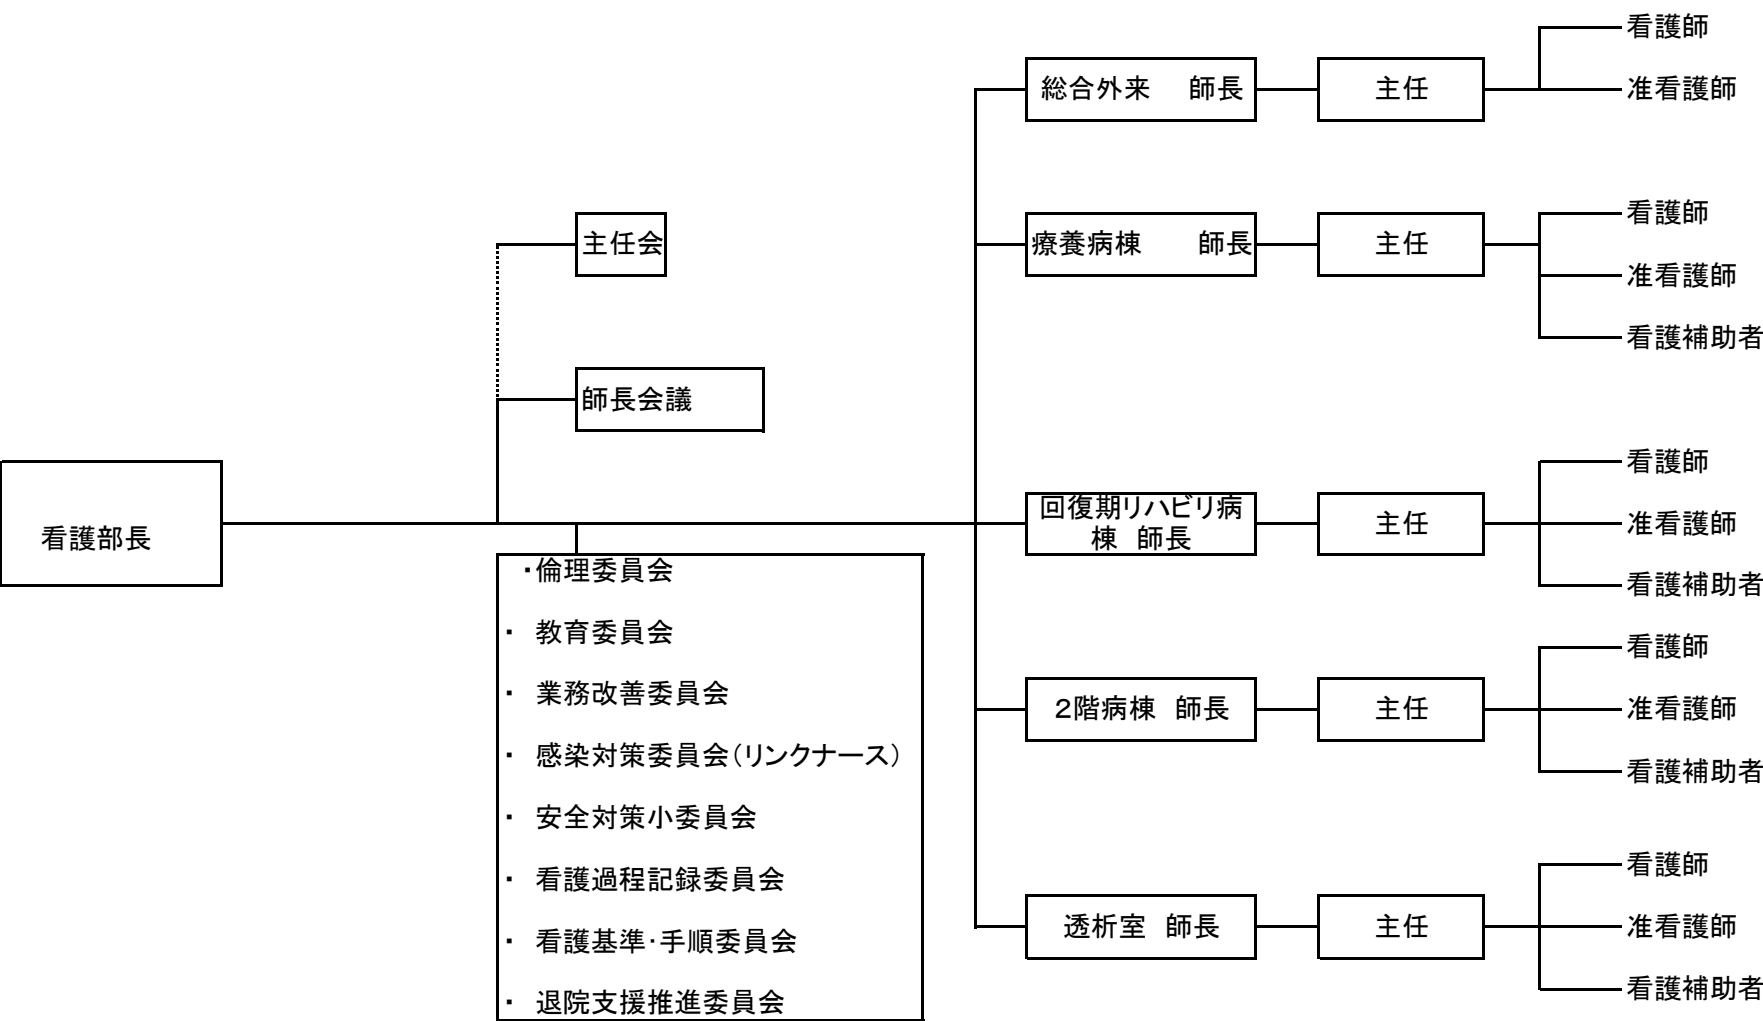 看護部長
主任会
師長会議
・倫理委員会
・ 教育委員会
・ 業務改善委員会
・ 感染対策委員会（リンクナース）
・ 安全対策小委員会
・ 看護過程記録委員会
・ 看護基準・手順委員会
・ 退院支援推進委員会
総合外来　師長
主任
看護師
准看護師
療養病棟　　師長
主任
看護師
准看護師
看護補助者
回復期リハビリ病
棟　師長
主任
看護師
准看護師
看護補助者
２階病棟　師長
主任
看護師
准看護師
看護補助者
透析室　師長
主任
看護師
准看護師
看護補助者